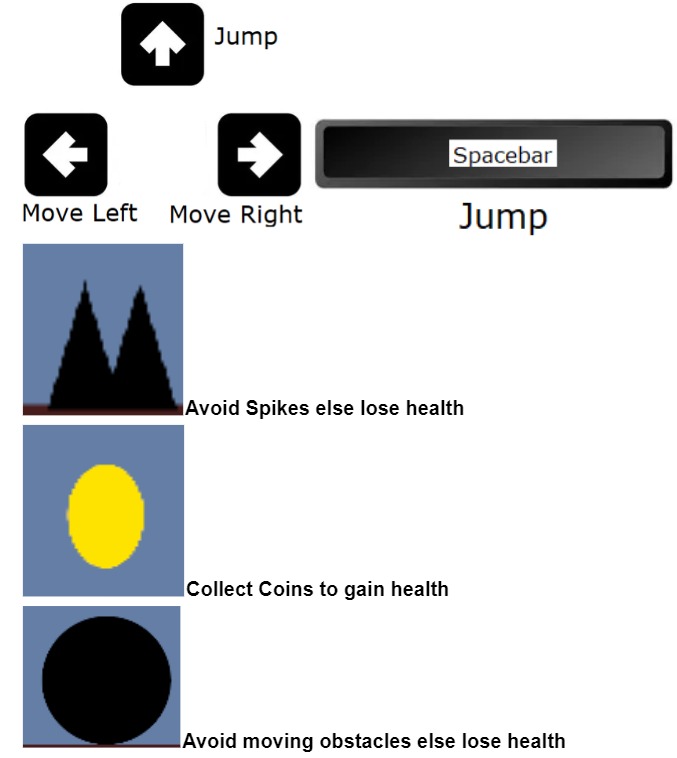 Jump
Spacebar
Move Left
Move Right
Jump
Avoid Spikes else lose health
Collect Coins to gain health
Avoid moving obstacles else lose health